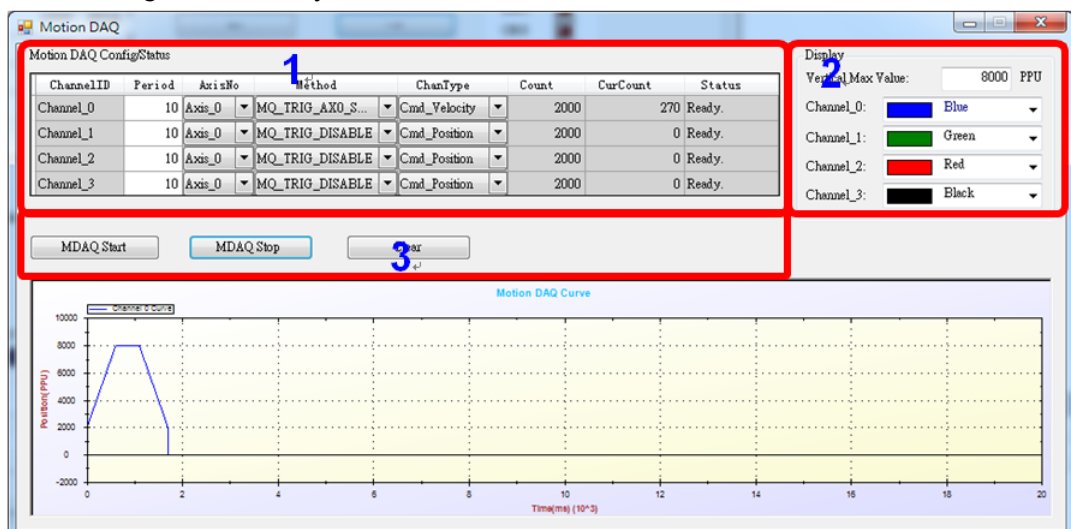 Motion DAQ
Motion DAQ Config/Status
1
ChannelID Period AxisNo Method ChanType Count CurCount Status
Channel_0 10 Axis_0 MQ_TRIG_AX0_S... Cmd_Velocity 2000 270 Ready.
Channel_1 10 Axis_0 MQ_TRIG_DISABLE Cmd_Position 2000 0 Ready.
Channel_2 10 Axis_0 MQ_TRIG_DISABLE Cmd_Position 2000 0 Ready.
Channel_3 10 Axis_0 MQ_TRIG_DISABLE Cmd_Position 2000 0 Ready.
Display
2
Vertical Max Value: 8000 PPU
Channel_0: Blue
Channel_1: Green
Channel_2: Red
Channel_3: Black
MDAQ Start MDAQ Stop
3
Motion DAQ Curve
Channel 0 Curve
10000
8000
6000
4000
2000
0
-2000
Position(PPU)
0 2 4 6 8 10 12 14 16 18 20
Time(ms) (10^3)